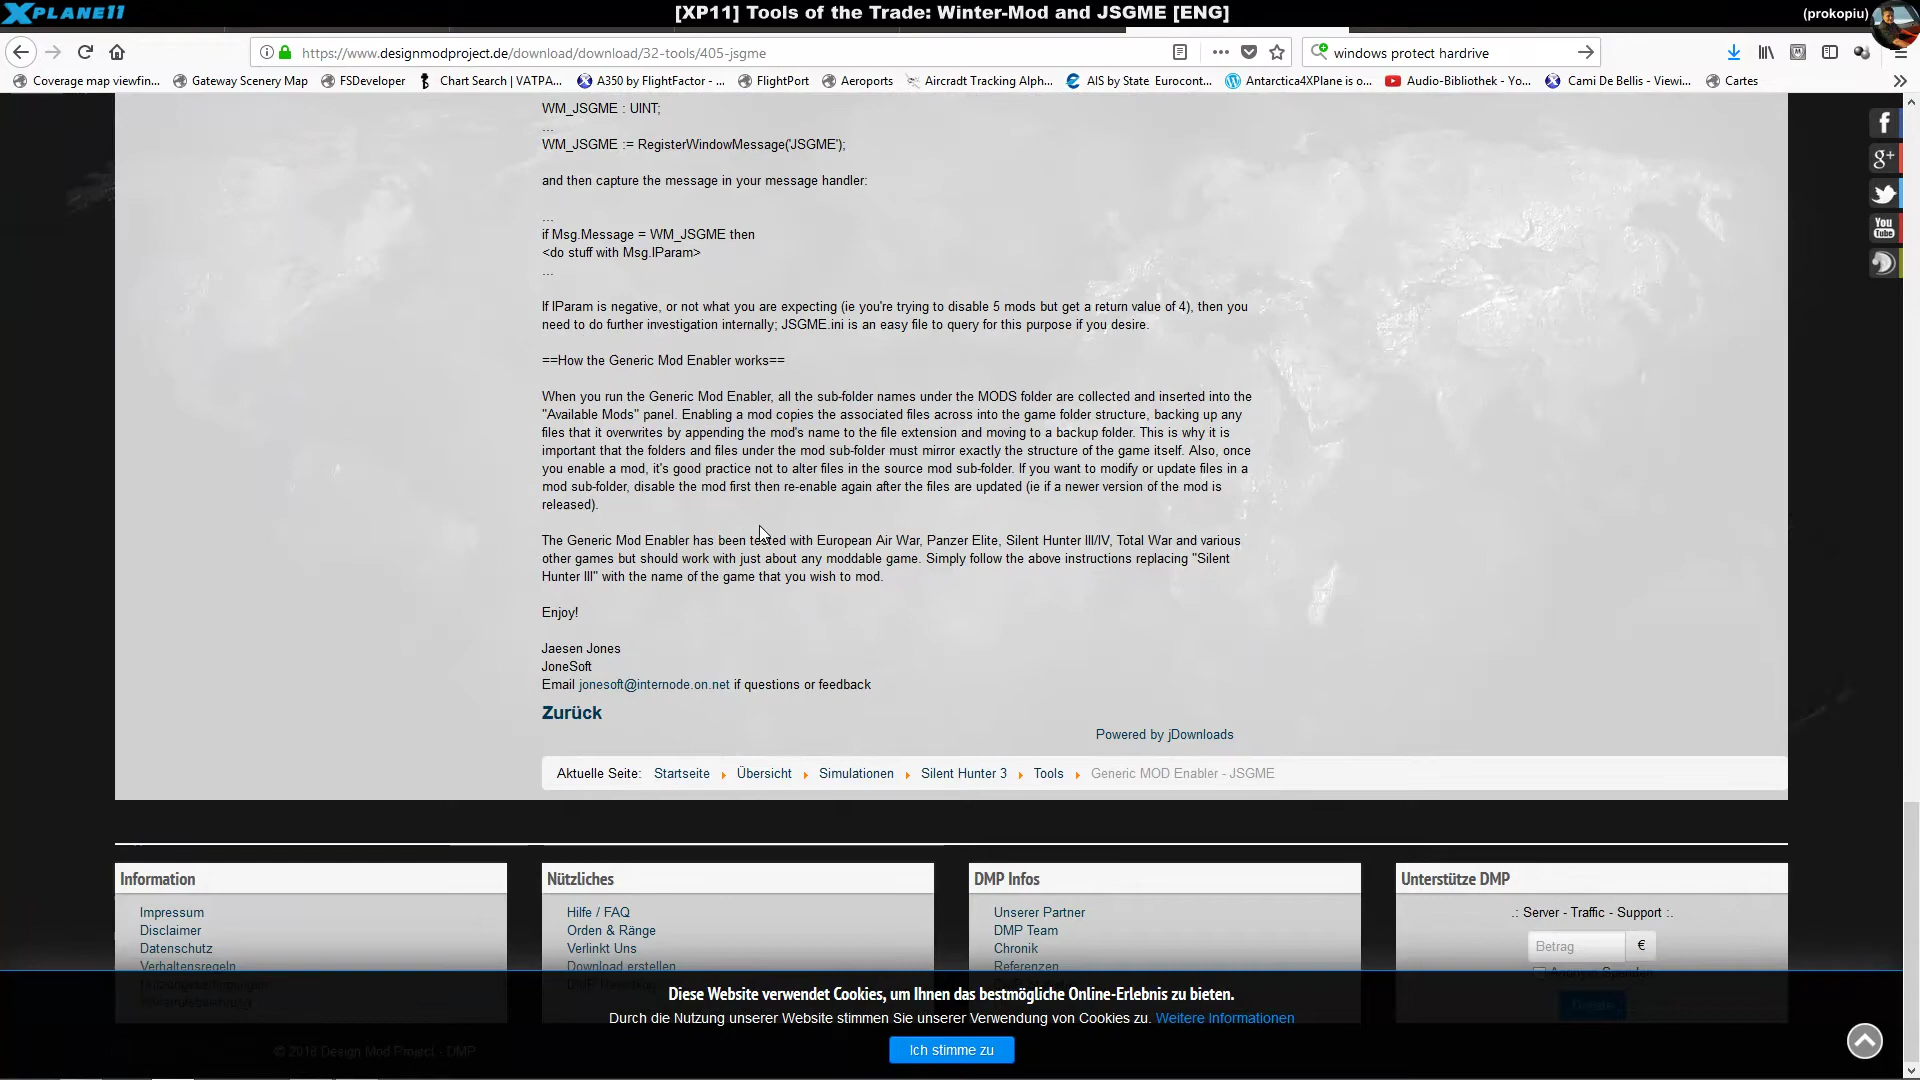 XPLANE11
[XP11] Tools of the Trade: Winter-Mod and JSGME [ENG]
(prokopiu)
https://www.designmodproject.de/download/download/32-tools/405-jsgme
windows protect hardrive
Coverage map viewfin...
Gateway Scenery Map
FSDeveloper
Chart Search | VATPA...
A350 by FlightFactor - ...
FlightPort
Aeroports
Aircradt Tracking Alph...
AIS by State Eurocont...
Antarctica4XPlane is o...
Audio-Bibliothek - Yo...
Cami De Bellis - Viewi...
Cartes
WM_JSGME : UINT;
...
WM_JSGME := RegisterWindowMessage('JSGME');
and then capture the message in your message handler:
...
if Msg.Message = WM_JSGME then
<do stuff with Msg.lParam>
...
If lParam is negative, or not what you are expecting (ie you're trying to disable 5 mods but get a return value of 4), then you
need to do further investigation internally; JSGME.ini is an easy file to query for this purpose if you desire.
==How the Generic Mod Enabler works==
When you run the Generic Mod Enabler, all the sub-folder names under the MODS folder are collected and inserted into the
"Available Mods" panel. Enabling a mod copies the associated files across into the game folder structure, backing up any
files that it overwrites by appending the mod's name to the file extension and moving to a backup folder. This is why it is
important that the folders and files under the mod sub-folder must mirror exactly the structure of the game itself. Also, once
you enable a mod, it's good practice not to alter files in the source mod sub-folder. If you want to modify or update files in a
mod sub-folder, disable the mod first then re-enable again after the files are updated (ie if a newer version of the mod is
released).
The Generic Mod Enabler has been tested with European Air War, Panzer Elite, Silent Hunter III/IV, Total War and various
other games but should work with just about any moddable game. Simply follow the above instructions replacing "Silent
Hunter III" with the name of the game that you wish to mod.
Enjoy!
Jaesen Jones
JoneSoft
Email jonesoft@internode.on.net if questions or feedback
Zurück
Powered by jDownloads
Aktuelle Seite: Startseite Übersicht Simulationen Silent Hunter 3 Tools Generic MOD Enabler - JSGME
Information
Impressum
Disclaimer
Datenschutz
Verhaltensregeln
Nützliches
Hilfe / FAQ
Orden & Ränge
Verlinkt Uns
Download erstellen
DMP Infos
Unserer Partner
DMP Team
Chronik
Referenzen
Unterstütze DMP
.: Server - Traffic - Support :.
Betrag €
Anonym Spenden
Diese Website verwendet Cookies, um Ihnen das bestmögliche Online-Erlebnis zu bieten.
Durch die Nutzung unserer Website stimmen Sie unserer Verwendung von Cookies zu. Weitere Informationen
Ich stimme zu
© 2018 Design Mod Project - DMP
f
g+
You
Tube